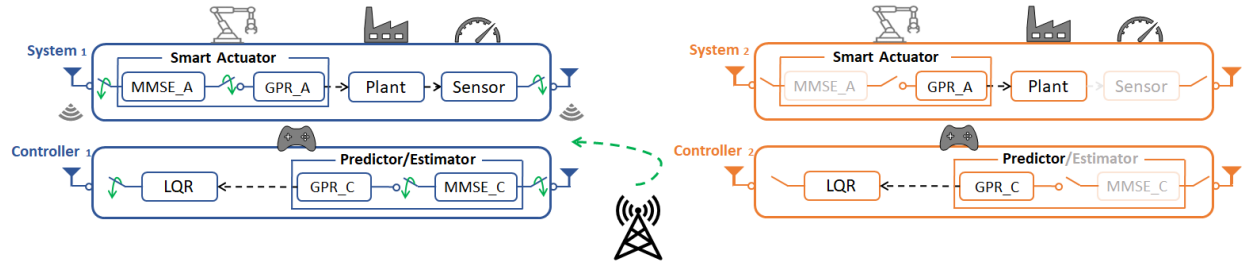 System 1
Smart Actuator
MMSE_A
GPR_A
Plant
Sensor
Controller 1
Predictor/Estimator
LQR
GPR_C
MMSE_C
System 2
Smart Actuator
MMSE_A
GPR_A
Plant
Sensor
Controller 2
Predictor/Estimator
LQR
GPR_C
MMSE_C